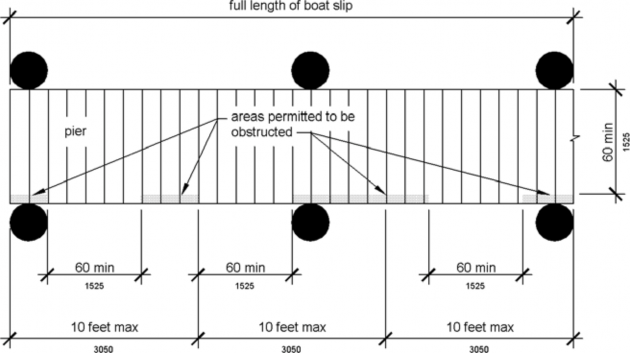 full length of boat slip
areas permitted to be
obstructed
pier
60 min
1525
60 min
1525
60 min
1525
60 min
1525
10 feet max
3050
10 feet max
3050
10 feet max
3050